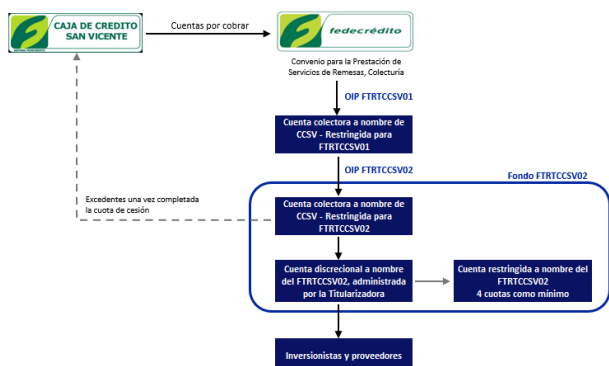 CAJA DE CREDITO
SAN VICENTE
Cuentas por cobrar
fedecrédito
Convenio para la Prestación de
Servicios de Remesas, Colecturía
OIP FTRTCCSV01
Cuenta colectora a nombre de
CCSV - Restringida para
FTRTCCSV01
OIP FTRTCCSV02
Fondo FTRTCCSV02
Excedentes una vez completada
la cuota de cesión
Cuenta colectora a nombre de
CCSV - Restringida para
FTRTCCSV02
Cuenta discrecional a nombre
del FTRTCCSV02, administrada
por la Titularizadora
Cuenta restringida a nombre del
FTRTCCSV02
4 cuotas como mínimo
Inversionistas y proveedores